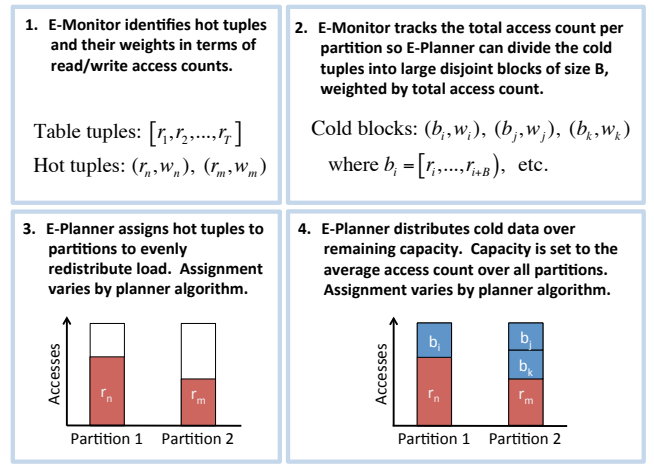 1. E-Monitor identifies hot tuples
and their weights in terms of
read/write access counts.
Table tuples: [r₁,r₂,...,r_T]
Hot tuples: (rₙ,wₙ), (rₘ,wₘ)
2. E-Monitor tracks the total access count per
partition so E-Planner can divide the cold
tuples into large disjoint blocks of size B,
weighted by total access count.
Cold blocks: (bᵢ,wᵢ), (bⱼ,wⱼ), (bₖ,wₖ)
where bᵢ =[rᵢ,...,rᵢ₊B), etc.
3. E-Planner assigns hot tuples to
partitions to evenly
redistribute load. Assignment
varies by planner algorithm.
Accesses
rₙ
rₘ
Partition 1 Partition 2
4. E-Planner distributes cold data over
remaining capacity. Capacity is set to the
average access count over all partitions.
Assignment varies by planner algorithm.
Accesses
bᵢ
rₙ
bⱼ
bₖ
rₘ
Partition 1 Partition 2